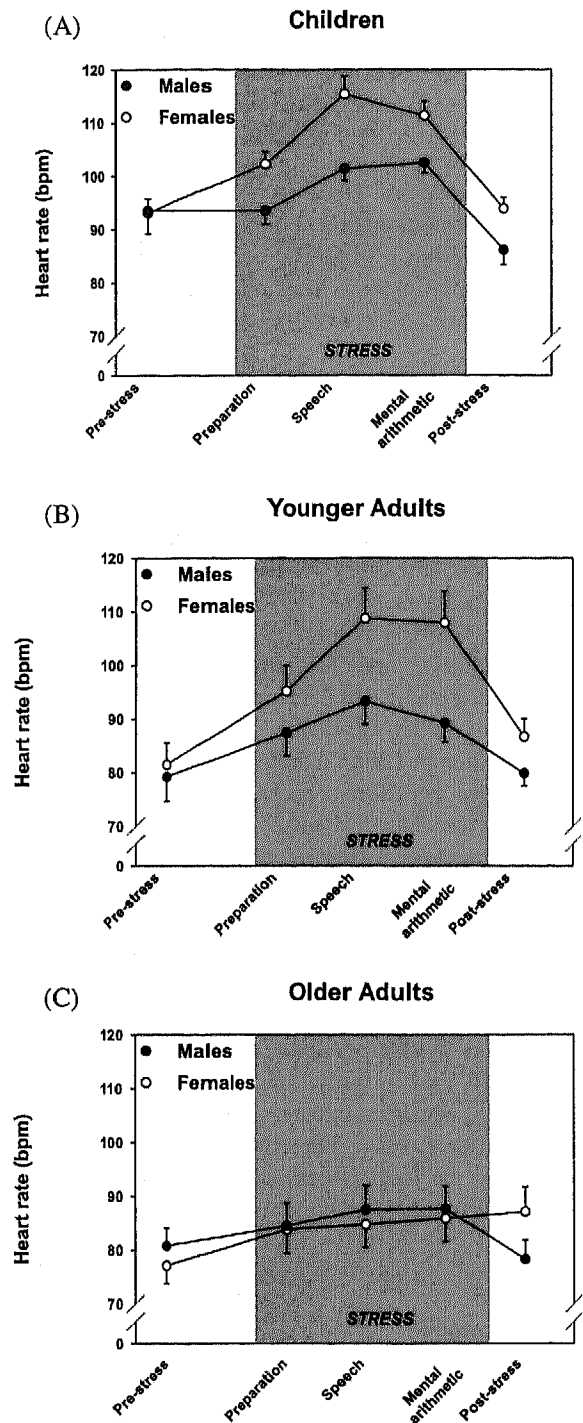 (A)
Children
120
110
100
90
80
70
0
Heart rate (bpm)
Males
Females
STRESS
Pre-stress
Preparation
Speech
Mental
arithmetic
Post-stress
(B)
Younger Adults
120
110
100
90
80
70
0
Heart rate (bpm)
Males
Females
STRESS
Pre-stress
Preparation
Speech
Mental
arithmetic
Post-stress
(C)
Older Adults
120
110
100
90
80
70
0
Heart rate (bpm)
Males
Females
STRESS
Pre-stress
Preparation
Speech
Mental
arithmetic
Post-stress